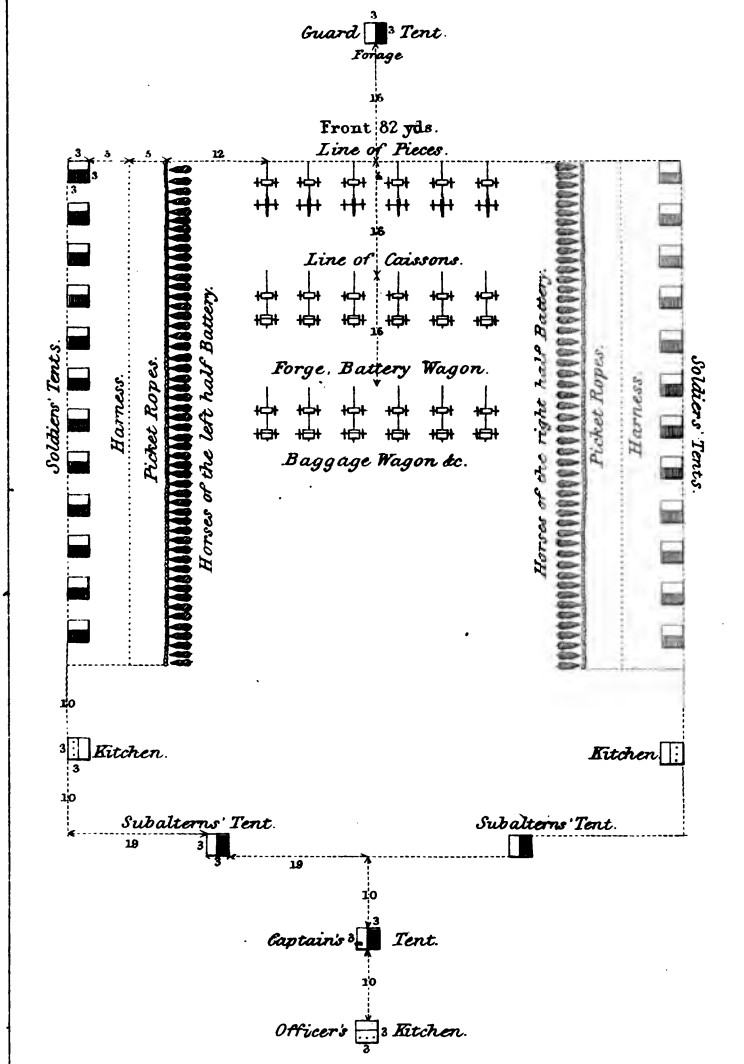 3
Guard 3 Tent.
Forage
16
Front 82 yds.
Line of Pieces.
3 5 5 12
3
3
16
Line of Caissons.
16
Forge, Battery Wagon.
Baggage Wagon &c.
Soldiers' Tents.
Harness.
Picket Ropes.
Horses of the left half Battery.
Horses of the right half Battery.
Picket Ropes
Harness.
Soldiers' Tents.
10
3 Kitchen.
3
Kitchen.
10
Subalterns' Tent.
Subalterns' Tent.
19 3
3 19
10
3
Captain's 3 Tent.
10
Officer's 3 Kitchen.
3